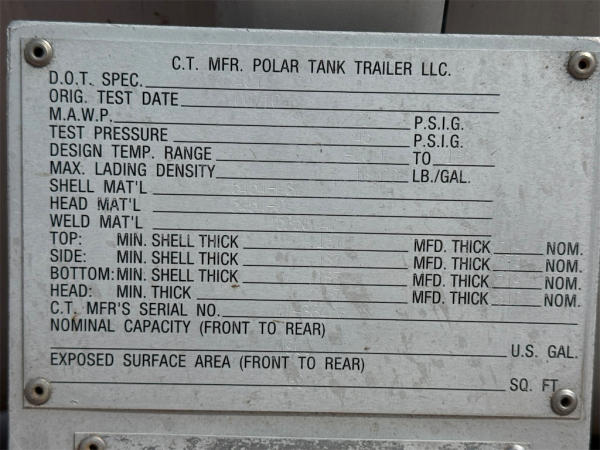 C.T. MFR. POLAR TANK TRAILER LLC.
D.O.T. SPEC.
ORIG. TEST DATE
M.A.W.P. P.S.I.G.
TEST PRESSURE P.S.I.G.
DESIGN TEMP. RANGE TO
MAX. LADING DENSITY LB./GAL.
SHELL MAT'L
HEAD MAT'L
WELD MAT'L
TOP: MIN. SHELL THICK MFD. THICK NOM.
SIDE: MIN. SHELL THICK MFD. THICK NOM.
BOTTOM: MIN. SHELL THICK MFD. THICK NOM.
HEAD: MIN. THICK MFD. THICK NOM.
C.T. MFR'S SERIAL NO.
NOMINAL CAPACITY (FRONT TO REAR)
U.S. GAL.
EXPOSED SURFACE AREA (FRONT TO REAR)
SQ. FT.